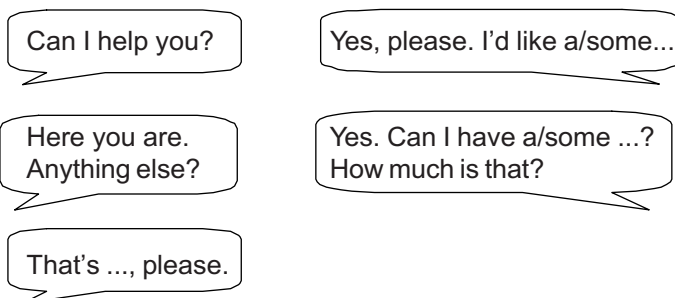 Can I help you?
Yes, please. I'd like a/some...
Here you are.
Anything else?
Yes. Can I have a/some ...?
How much is that?
That's ..., please.